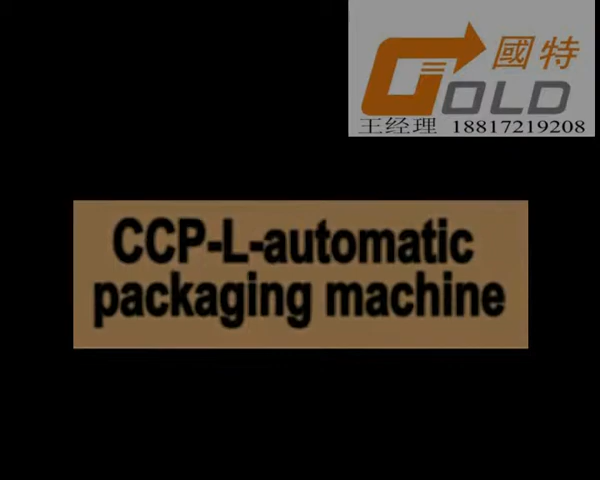 國特
GOLD
王经理 18817219208
CCP-L-automatic
packaging machine